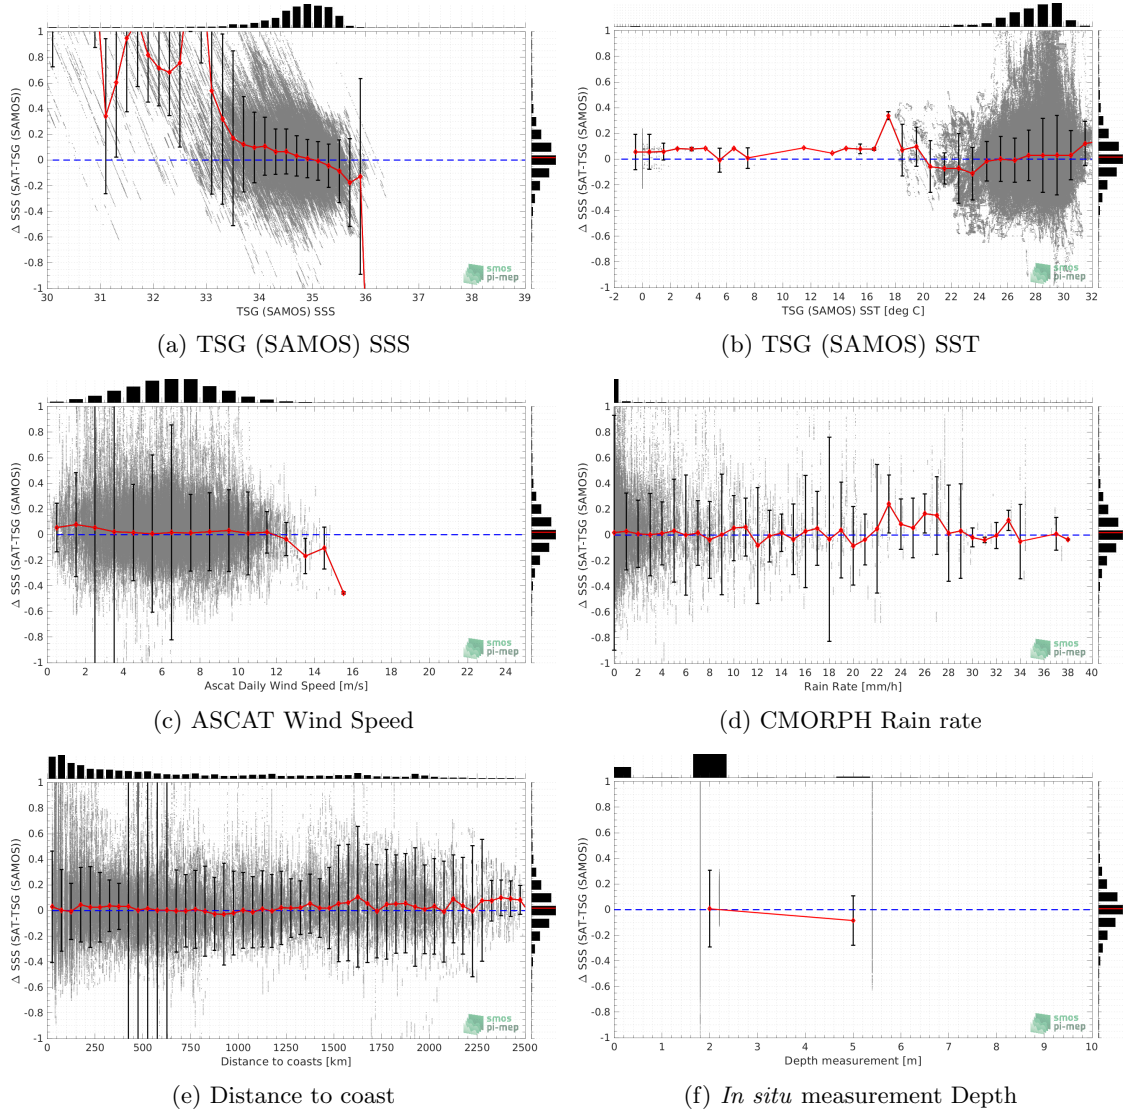 1
0.8
0.6
0.4
0.2
0
-0.2
-0.4
-0.6
-0.8
-1
Δ SSS (SAT-TSG (SAMOS))
30 31 32 33 34 35 36 37 38 39
TSG (SAMOS) SSS
smos
pi-mep
(a) TSG (SAMOS) SSS
1
0.8
0.6
0.4
0.2
0
-0.2
-0.4
-0.6
-0.8
-1
Δ SSS (SAT-TSG (SAMOS))
-2 0 2 4 6 8 10 12 14 16 18 20 22 24 26 28 30 32
TSG (SAMOS) SST [deg C]
smos
pi-mep
(b) TSG (SAMOS) SST
1
0.8
0.6
0.4
0.2
0
-0.2
-0.4
-0.6
-0.8
-1
Δ SSS (SAT-TSG (SAMOS))
0 2 4 6 8 10 12 14 16 18 20 22 24
Ascat Daily Wind Speed [m/s]
smos
pi-mep
(c) ASCAT Wind Speed
1
0.8
0.6
0.4
0.2
0
-0.2
-0.4
-0.6
-0.8
-1
Δ SSS (SAT-TSG (SAMOS))
0 2 4 6 8 10 12 14 16 18 20 22 24 26 28 30 32 34 36 38 40
Rain Rate [mm/h]
smos
pi-mep
(d) CMORPH Rain rate
1
0.8
0.6
0.4
0.2
0
-0.2
-0.4
-0.6
-0.8
-1
Δ SSS (SAT-TSG (SAMOS))
0 250 500 750 1000 1250 1500 1750 2000 2250 2500
Distance to coasts [km]
smos
pi-mep
(e) Distance to coast
1
0.8
0.6
0.4
0.2
0
-0.2
-0.4
-0.6
-0.8
-1
Δ SSS (SAT-TSG (SAMOS))
0 1 2 3 4 5 6 7 8 9 10
Depth measurement [m]
smos
pi-mep
(f) In situ measurement Depth